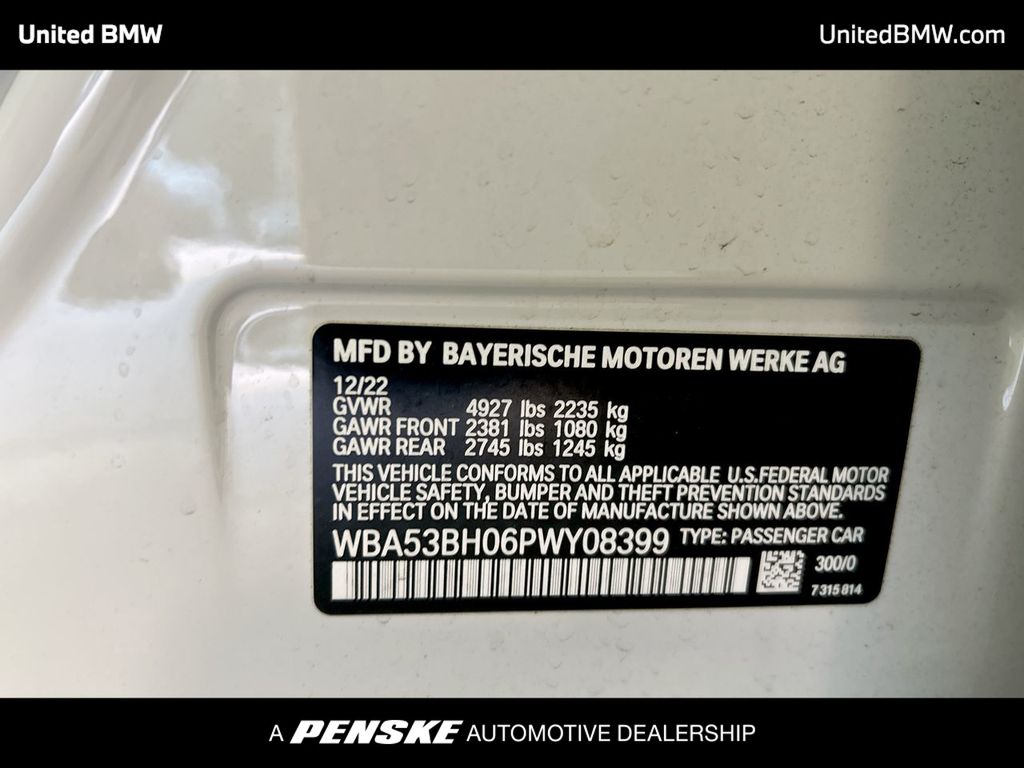 United BMW
UnitedBMW.com
MFD BY BAYERISCHE MOTOREN WERKE AG
12/22
GVWR 4927 lbs 2235 kg
GAWR FRONT 2381 lbs 1080 kg
GAWR REAR 2745 lbs 1245 kg
THIS VEHICLE CONFORMS TO ALL APPLICABLE U.S.FEDERAL MOTOR
VEHICLE SAFETY, BUMPER AND THEFT PREVENTION STANDARDS
IN EFFECT ON THE DATE OF MANUFACTURE SHOWN ABOVE.
WBA53BH06PWY08399 TYPE: PASSENGER CAR
300/0
7 315 814
A PENSKE AUTOMOTIVE DEALERSHIP